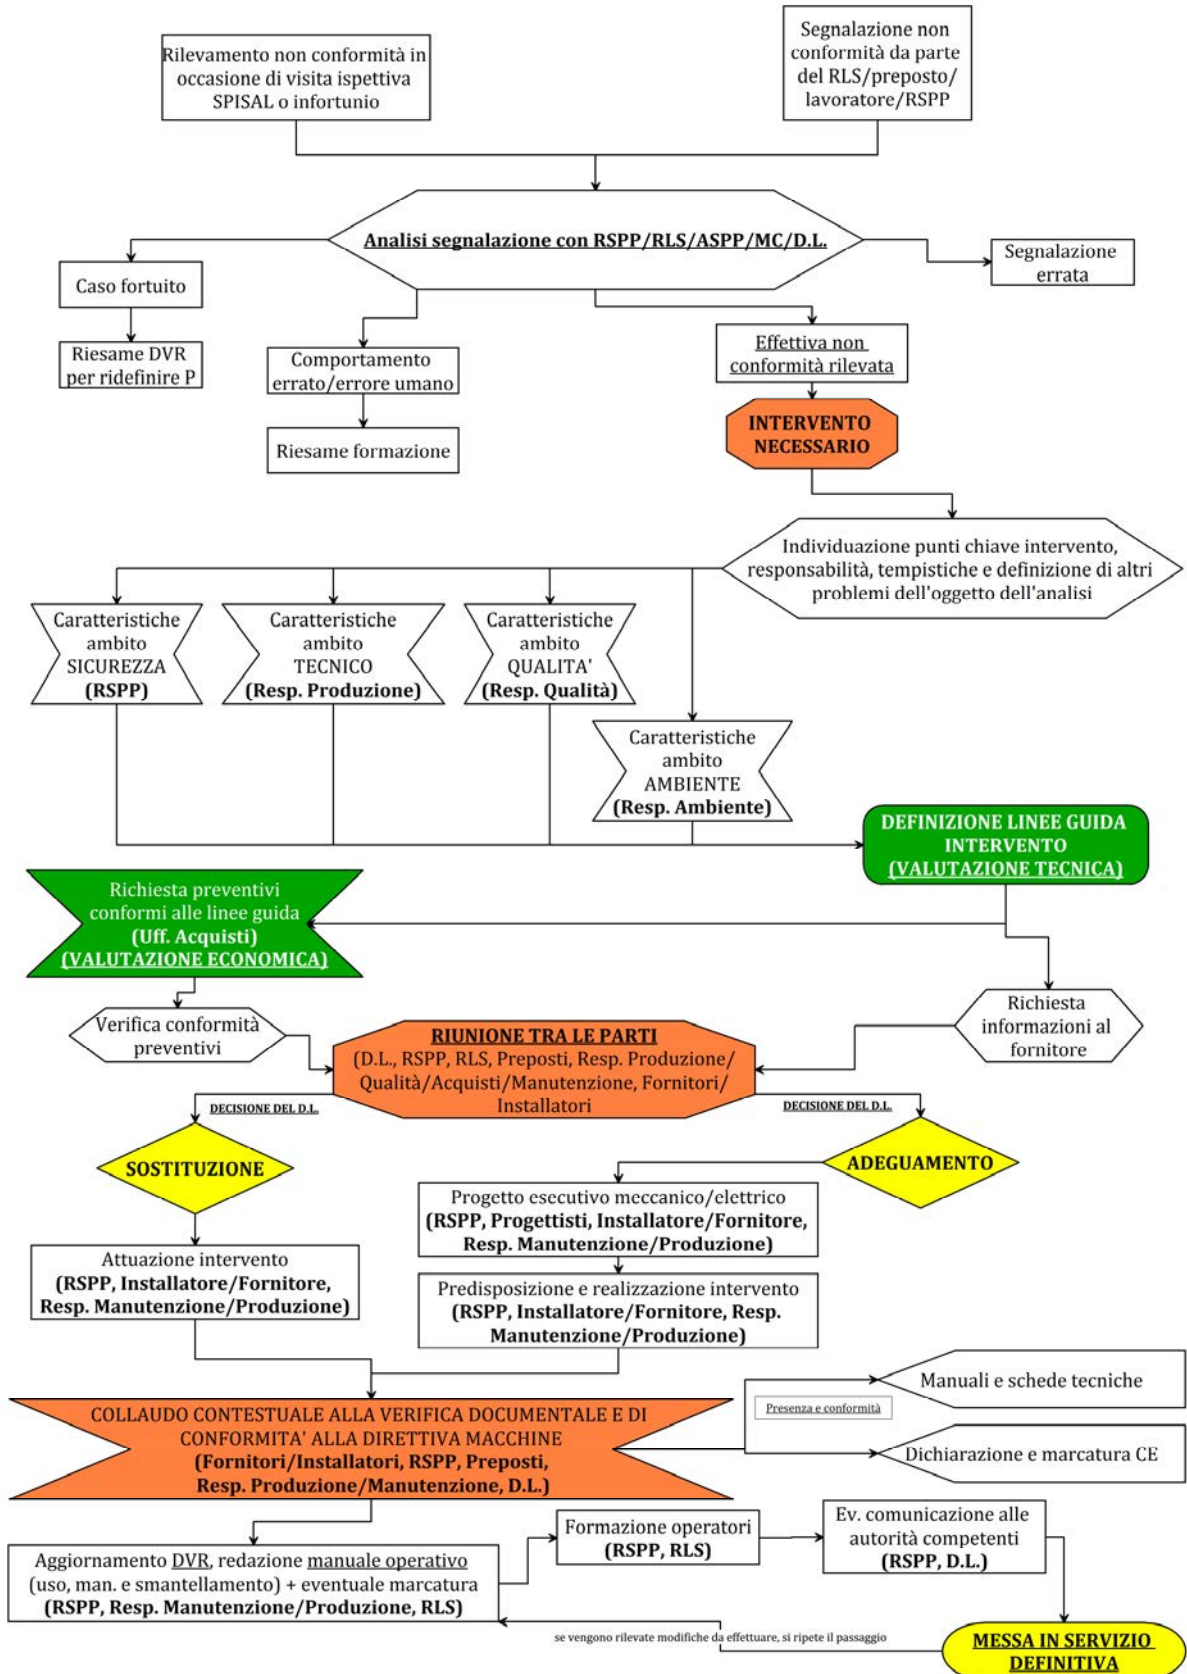 Rilevamento non conformità in
occasione di visita ispettiva
SPISAL o infortunio
Segnalazione non
conformità da parte
del RLS/preposto/
lavoratore/RSPP
Analisi segnalazione con RSPP/RLS/ASPP/MC/D.L.
Caso fortuito
Segnalazione
errata
Riesame DVR
per ridefinire P
Comportamento
errato/errore umano
Effettiva non
conformità rilevata
Riesame formazione
INTERVENTO
NECESSARIO
Individuazione punti chiave intervento,
responsabilità, tempistiche e definizione di altri
problemi dell'oggetto dell'analisi
Caratteristiche
ambito
SICUREZZA
(RSPP)
Caratteristiche
ambito
TECNICO
(Resp. Produzione)
Caratteristiche
ambito
QUALITA'
(Resp. Qualità)
Caratteristiche
ambito
AMBIENTE
(Resp. Ambiente)
DEFINIZIONE LINEE GUIDA
INTERVENTO
(VALUTAZIONE TECNICA)
Richiesta preventivi
conformi alle linee guida
(Uff. Acquisti)
(VALUTAZIONE ECONOMICA)
Verifica conformità
preventivi
RIUNIONE TRA LE PARTI
(D.L., RSPP, RLS, Preposti, Resp. Produzione/
Qualità/Acquisti/Manutenzione, Fornitori/
Installatori
Richiesta
informazioni al
fornitore
DECISIONE DEL D.L.
DECISIONE DEL D.L.
SOSTITUZIONE
ADEGUAMENTO
Progetto esecutivo meccanico/elettrico
(RSPP, Progettisti, Installatore/Fornitore,
Resp. Manutenzione/Produzione)
Attuazione intervento
(RSPP, Installatore/Fornitore,
Resp. Manutenzione/Produzione)
Predisposizione e realizzazione intervento
(RSPP, Installatore/Fornitore, Resp.
Manutenzione/Produzione)
COLLAUDO CONTESTUALE ALLA VERIFICA DOCUMENTALE E DI
CONFORMITA' ALLA DIRETTIVA MACCHINE
(Fornitori/Installatori, RSPP, Preposti,
Resp. Produzione/Manutenzione, D.L.)
Manuali e schede tecniche
Presenza e conformità
Dichiarazione e marcatura CE
Aggiornamento DVR, redazione manuale operativo
(uso, man. e smantellamento) + eventuale marcatura
(RSPP, Resp. Manutenzione/Produzione, RLS)
Formazione operatori
(RSPP, RLS)
Ev. comunicazione alle
autorità competenti
(RSPP, D.L.)
se vengono rilevate modifiche da effettuare, si ripete il passaggio
MESSA IN SERVIZIO
DEFINITIVA